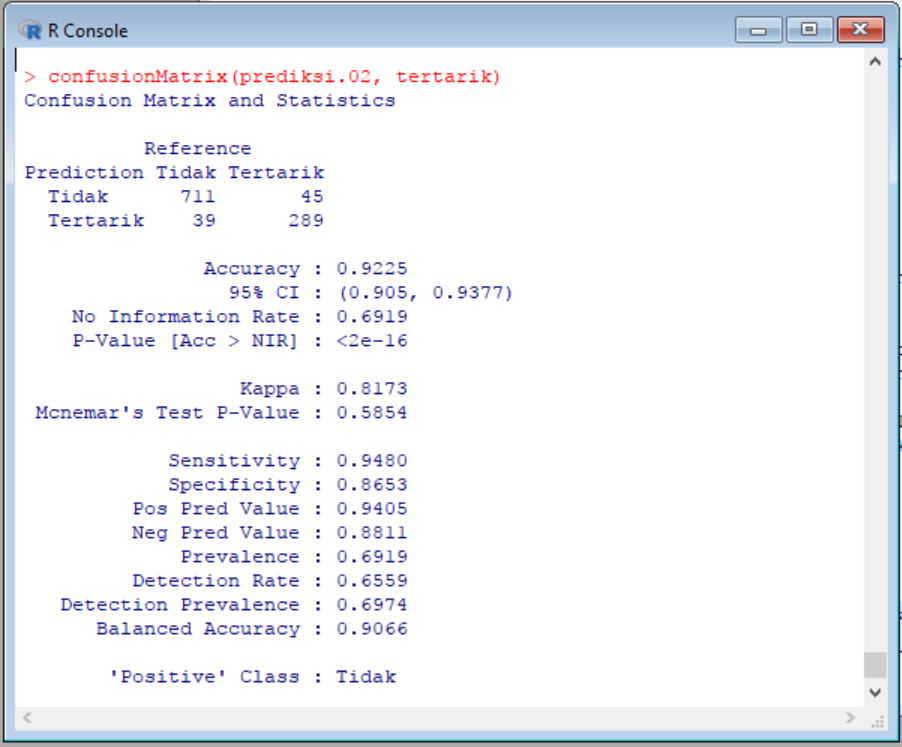 R Console
> confusionMatrix(prediksi.02, tertarik)
Confusion Matrix and Statistics
Reference
Prediction Tidak Tertarik
Tidak 711 45
Tertarik 39 289
Accuracy : 0.9225
95% CI : (0.905, 0.9377)
No Information Rate : 0.6919
P-Value [Acc > NIR] : <2e-16
Kappa : 0.8173
Mcnemar's Test P-Value : 0.5854
Sensitivity : 0.9480
Specificity : 0.8653
Pos Pred Value : 0.9405
Neg Pred Value : 0.8811
Prevalence : 0.6919
Detection Rate : 0.6559
Detection Prevalence : 0.6974
Balanced Accuracy : 0.9066
'Positive' Class : Tidak